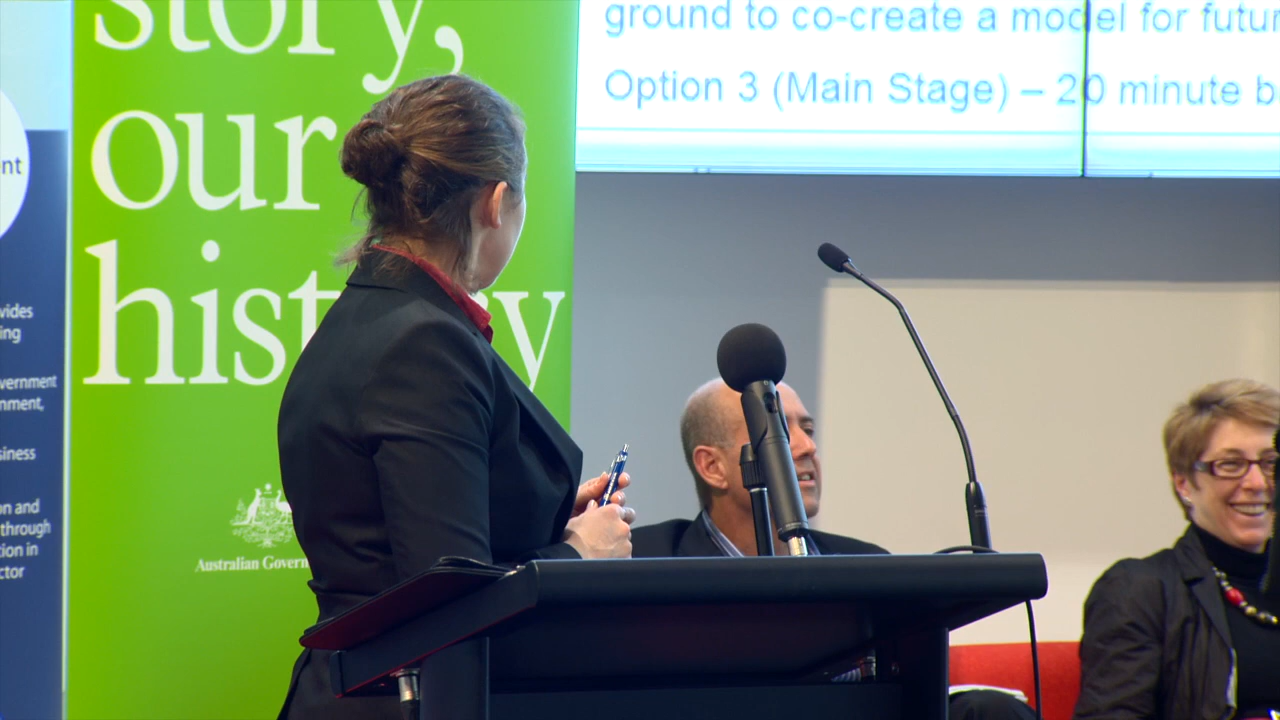 nt
vides
ing
vernment
nment,
siness
on and
through
tion in
ctor
story,
our
history
Australian Govern
ground to co-create a model for futur
Option 3 (Main Stage) – 20 minute b